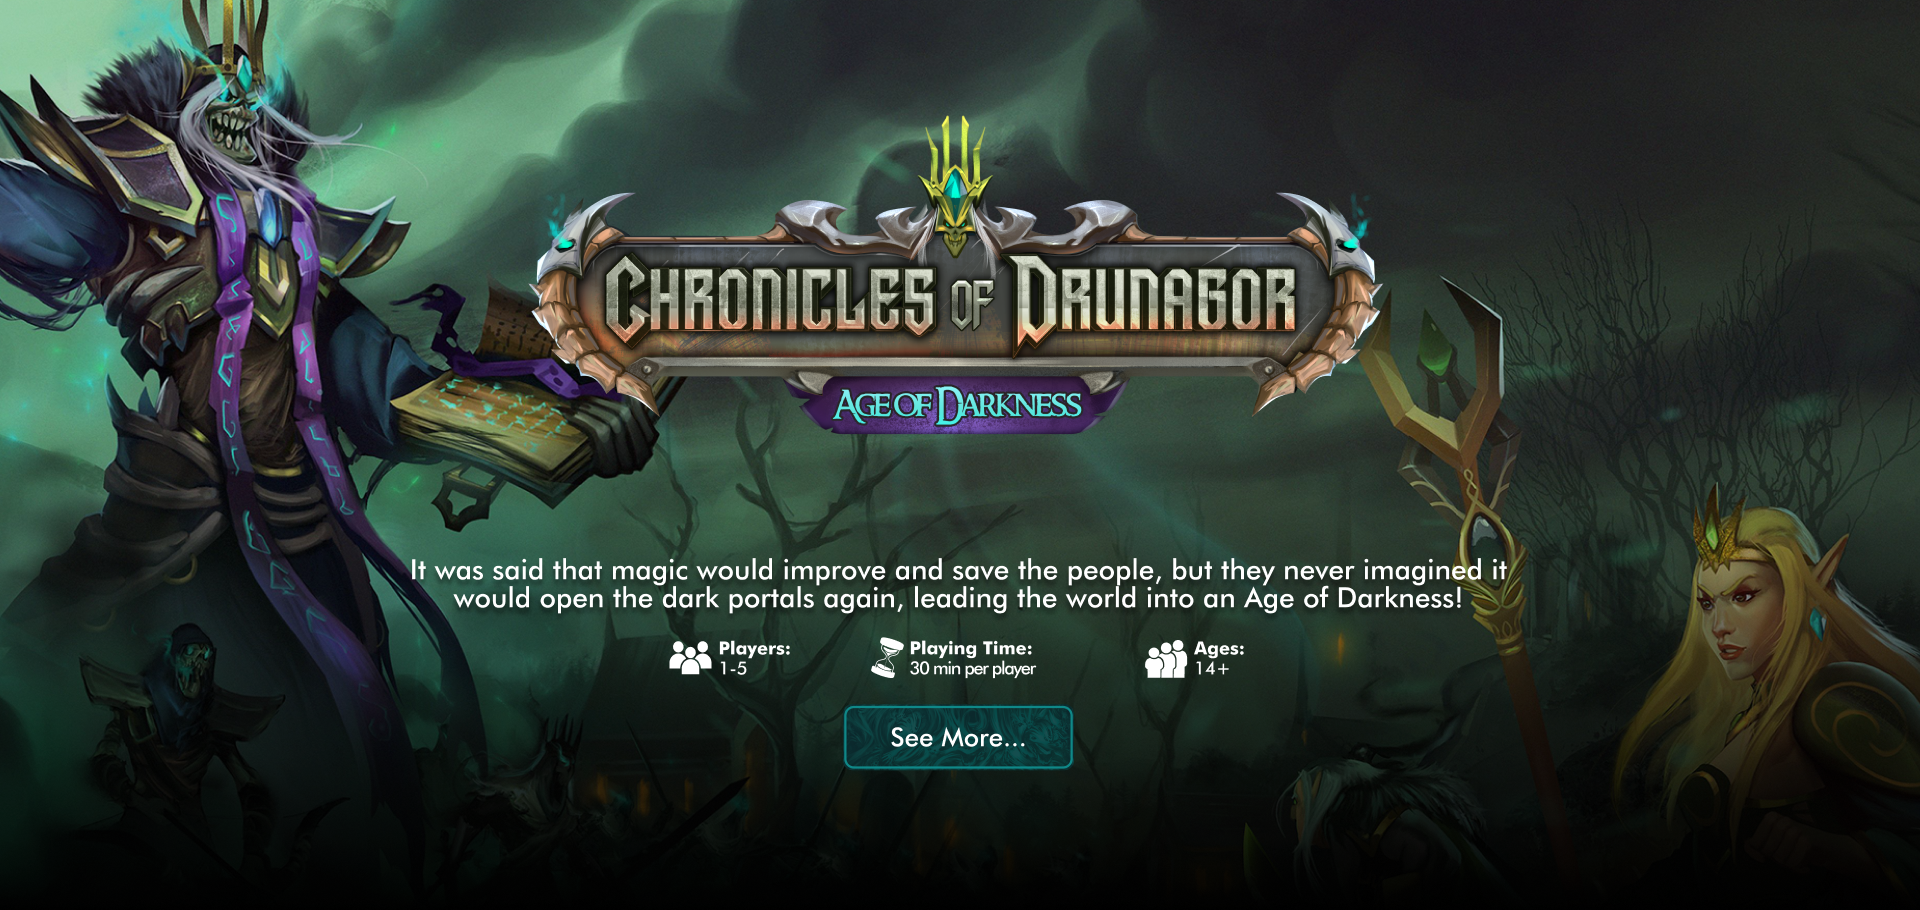 Chronicles of Drunagor
Age of Darkness
It was said that magic would improve and save the people, but they never imagined it
would open the dark portals again, leading the world into an Age of Darkness!
Players:
1-5
Playing Time:
30 min per player
Ages:
14+
See More...